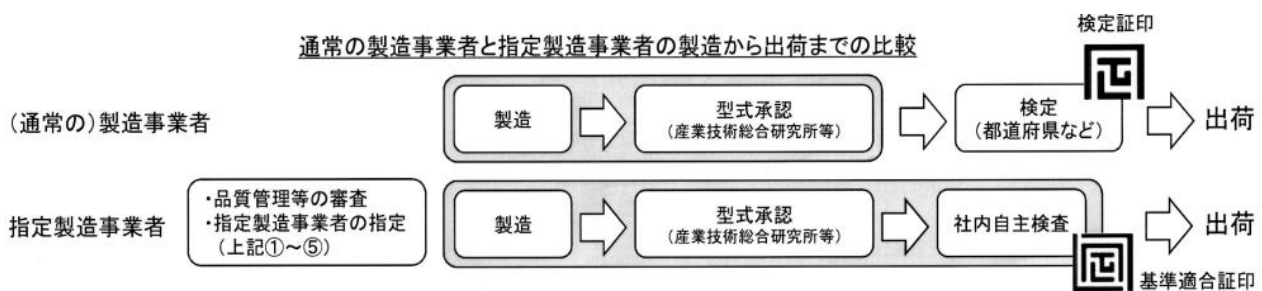 通常の製造事業者と指定製造事業者の製造から出荷までの比較
検定証印
(通常の)製造事業者
製造
型式承認
(産業技術総合研究所等)
検定
(都道府県など)
出荷
指定製造事業者
・品質管理等の審査
・指定製造事業者の指定
(上記①~⑤)
製造
型式承認
(産業技術総合研究所等)
社内自主検査
出荷
基準適合証印